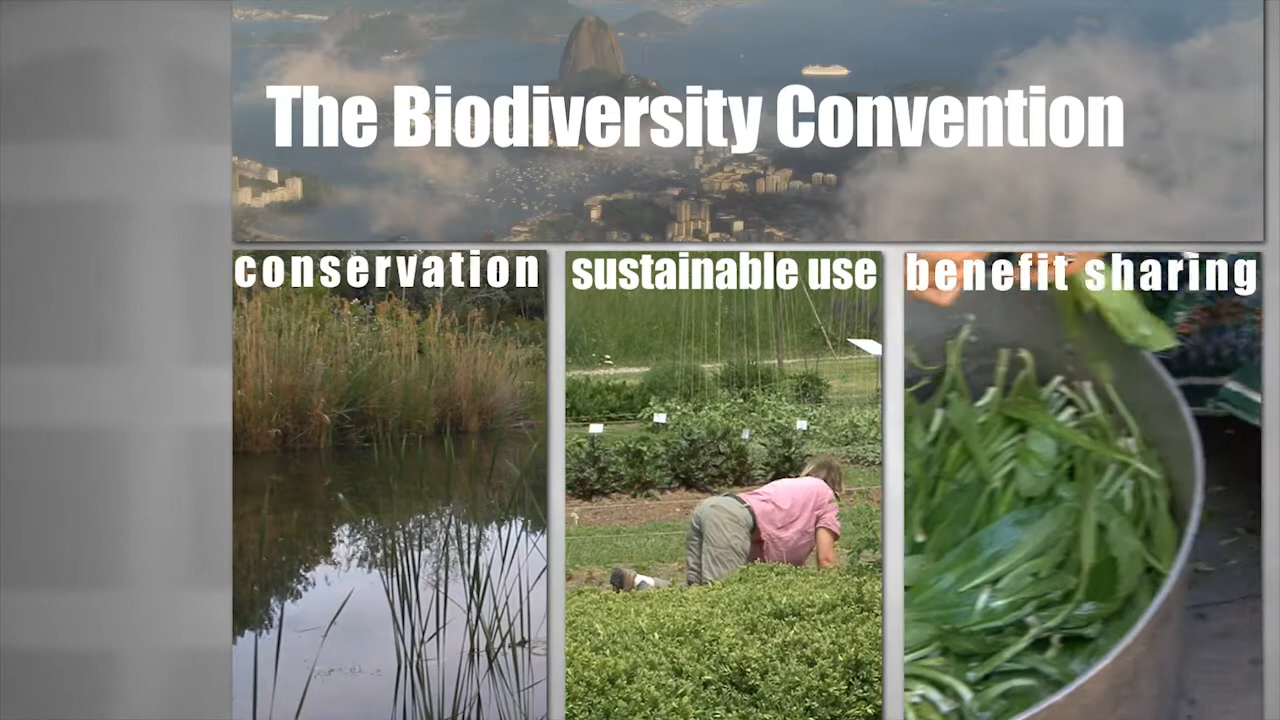 The Biodiversity Convention
conservation
sustainable use
benefit sharing